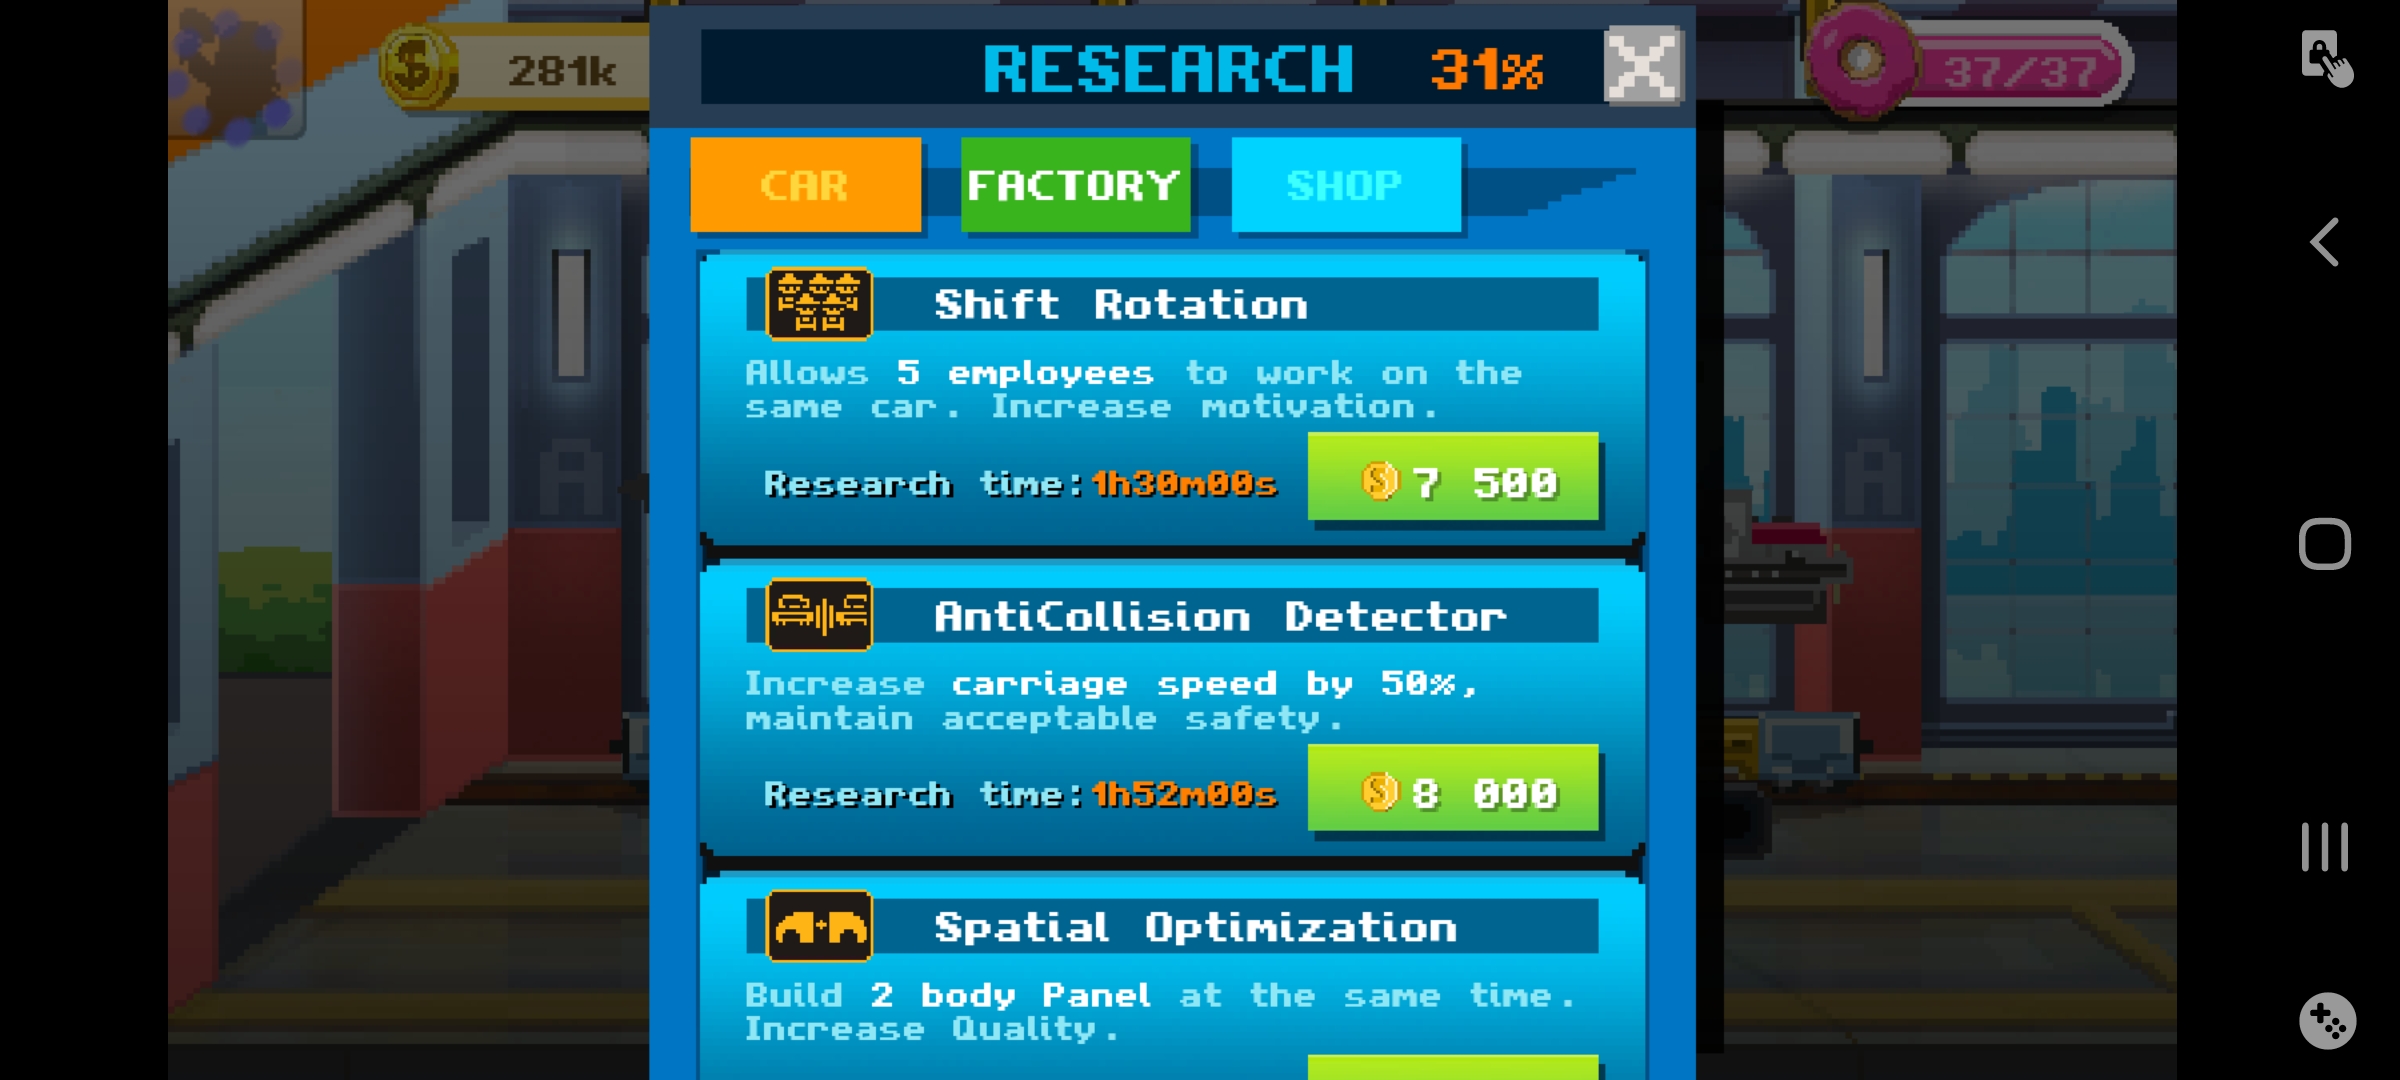 281k
RESEARCH 31%
37/37
CAR FACTORY SHOP
Shift Rotation
Allows 5 employees to work on the
same car. Increase motivation.
Research time:1h30m00s 7 500
AntiCollision Detector
Increase carriage speed by 50%,
maintain acceptable safety.
Research time:1h52m00s 8 000
Spatial Optimization
Build 2 body Panel at the same time.
Increase Quality.
A
A